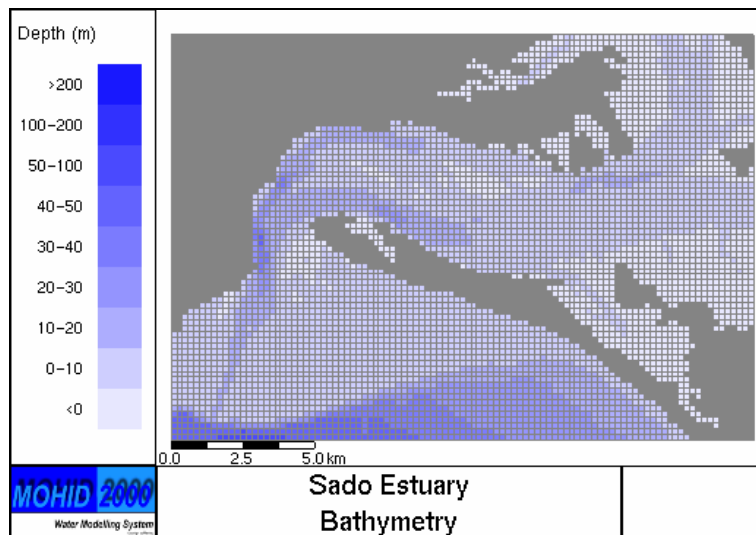 Depth (m)
>200
100-200
50-100
40-50
30-40
20-30
10-20
0-10
<0
0.0 2.5 5.0 km
MOHID 2000
Water Modelling System
Sado Estuary
Bathymetry